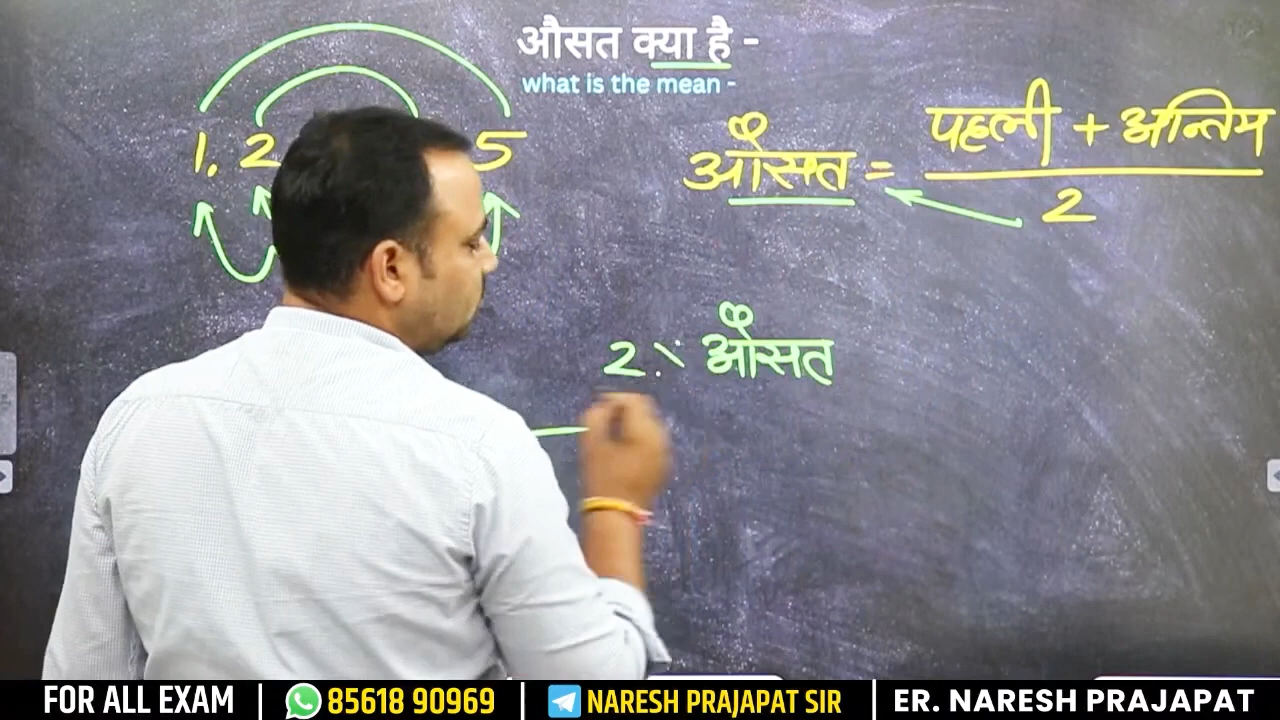 औसत क्या है -
what is the mean -
1, 2 5
औसत = पहली + अन्तिम
2
2 × औसत
FOR ALL EXAM | 85618 90969 | NARESH PRAJAPAT SIR | ER. NARESH PRAJAPAT